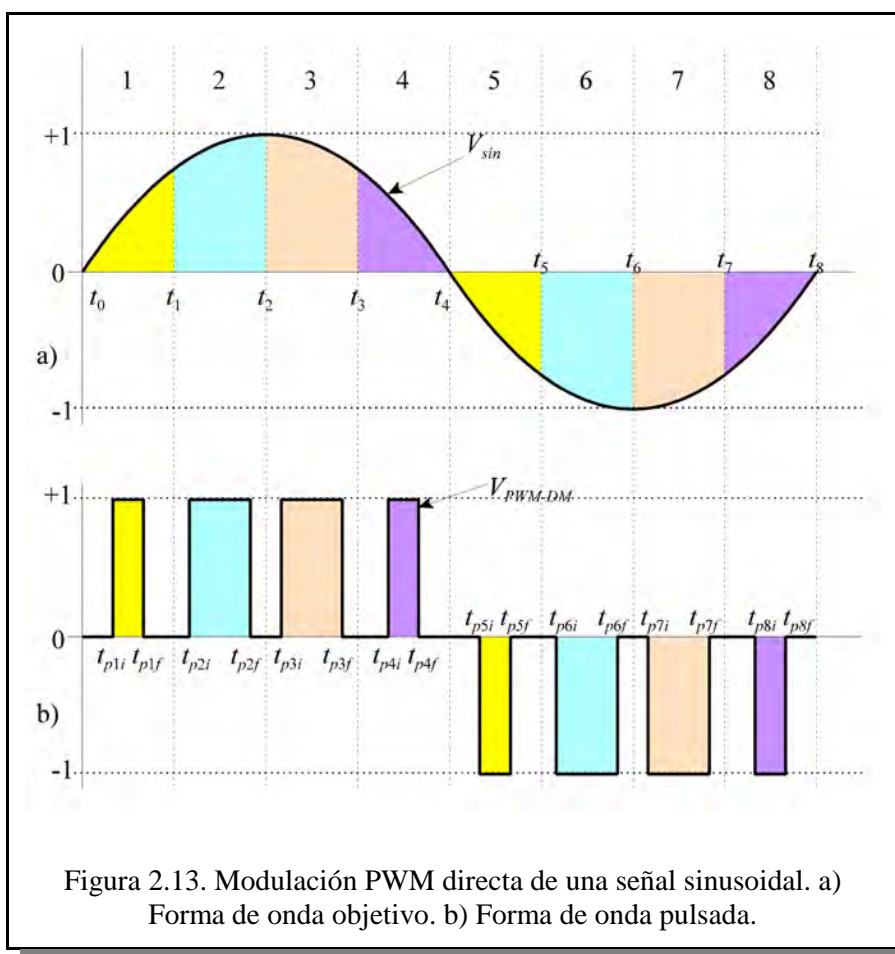 1 2 3 4 5 6 7 8
+1
V_sin
0
t_5 t_6 t_7 t_8
t_0 t_1 t_2 t_3 t_4
a)
-1
+1
V_PWM-DM
t_p5i t_p5f t_p6i t_p6f t_p7i t_p7f t_p8i t_p8f
0
t_p1i t_p1f t_p2i t_p2f t_p3i t_p3f t_p4i t_p4f
b)
-1
Figura 2.13. Modulación PWM directa de una señal sinusoidal. a)
Forma de onda objetivo. b) Forma de onda pulsada.